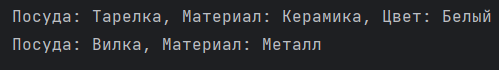 Посуда: Тарелка, Материал: Керамика, Цвет: Белый
Посуда: Вилка, Материал: Металл